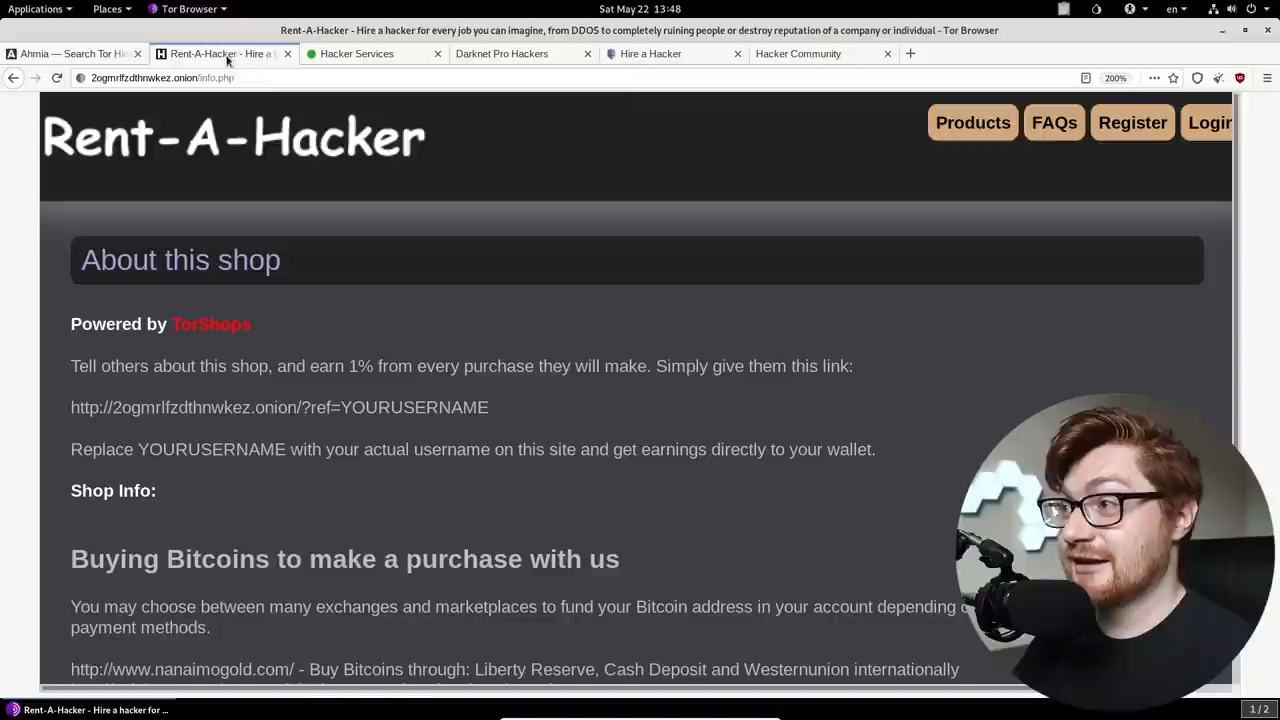 Applications Places Tor Browser Sat May 22 13:48 en
Rent-A-Hacker - Hire a hacker for every job you can imagine, from DDOS to completely ruining people or destroy reputation of a company or individual - Tor Browser
Ahmia — Search Tor Hi Rent-A-Hacker - Hire a Hacker Services Darknet Pro Hackers Hire a Hacker Hacker Community
2ogmrlfzdthnwkez.onion/info.php 200%
Rent-A-Hacker
Products FAQs Register Login
About this shop
Powered by TorShops
Tell others about this shop, and earn 1% from every purchase they will make. Simply give them this link:
http://2ogmrlfzdthnwkez.onion/?ref=YOURUSERNAME
Replace YOURUSERNAME with your actual username on this site and get earnings directly to your wallet.
Shop Info:
Buying Bitcoins to make a purchase with us
You may choose between many exchanges and marketplaces to fund your Bitcoin address in your account depending
payment methods.
http://www.nanaimogold.com/ - Buy Bitcoins through: Liberty Reserve, Cash Deposit and Westernunion internationally
Rent-A-Hacker - Hire a hacker for ... 1 / 2